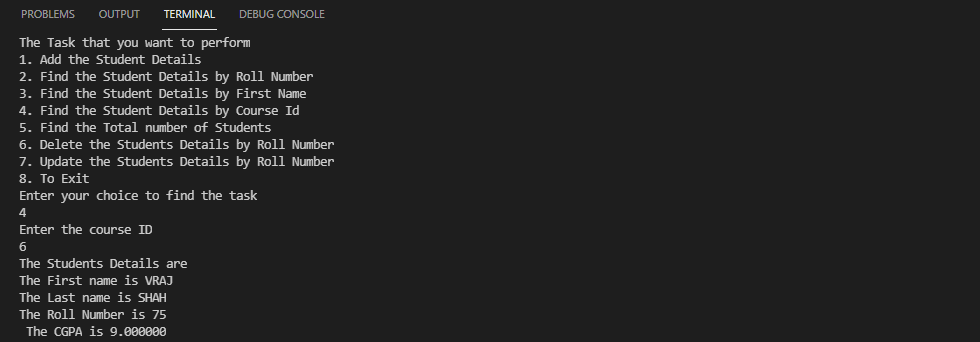 PROBLEMS OUTPUT TERMINAL DEBUG CONSOLE
The Task that you want to perform
1. Add the Student Details
2. Find the Student Details by Roll Number
3. Find the Student Details by First Name
4. Find the Student Details by Course Id
5. Find the Total number of Students
6. Delete the Students Details by Roll Number
7. Update the Students Details by Roll Number
8. To Exit
Enter your choice to find the task
4
Enter the course ID
6
The Students Details are
The First name is VRAJ
The Last name is SHAH
The Roll Number is 75
 The CGPA is 9.000000